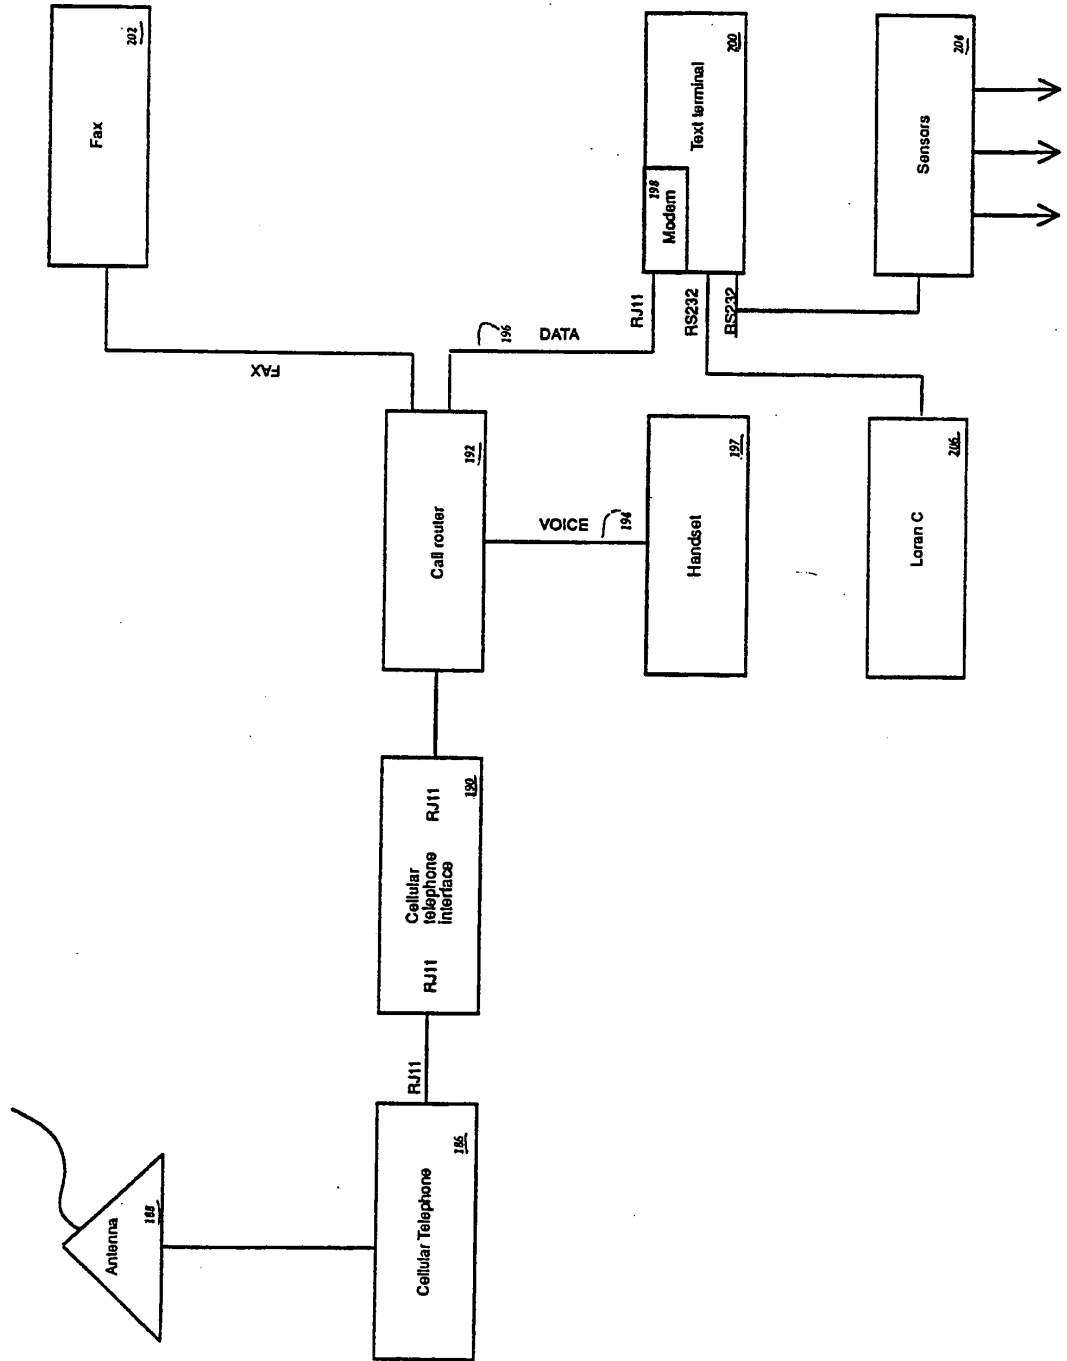 Antenna
188
Fax
202
FAX
Cellular Telephone
186
RJ11
RJ11
Cellular
telephone
interface
RJ11
190
Call router
192
VOICE
194
DATA
196
Handset
197
RJ11
RS232
RS232
Modem
198
Text terminal
200
Loran C
206
Sensors
204